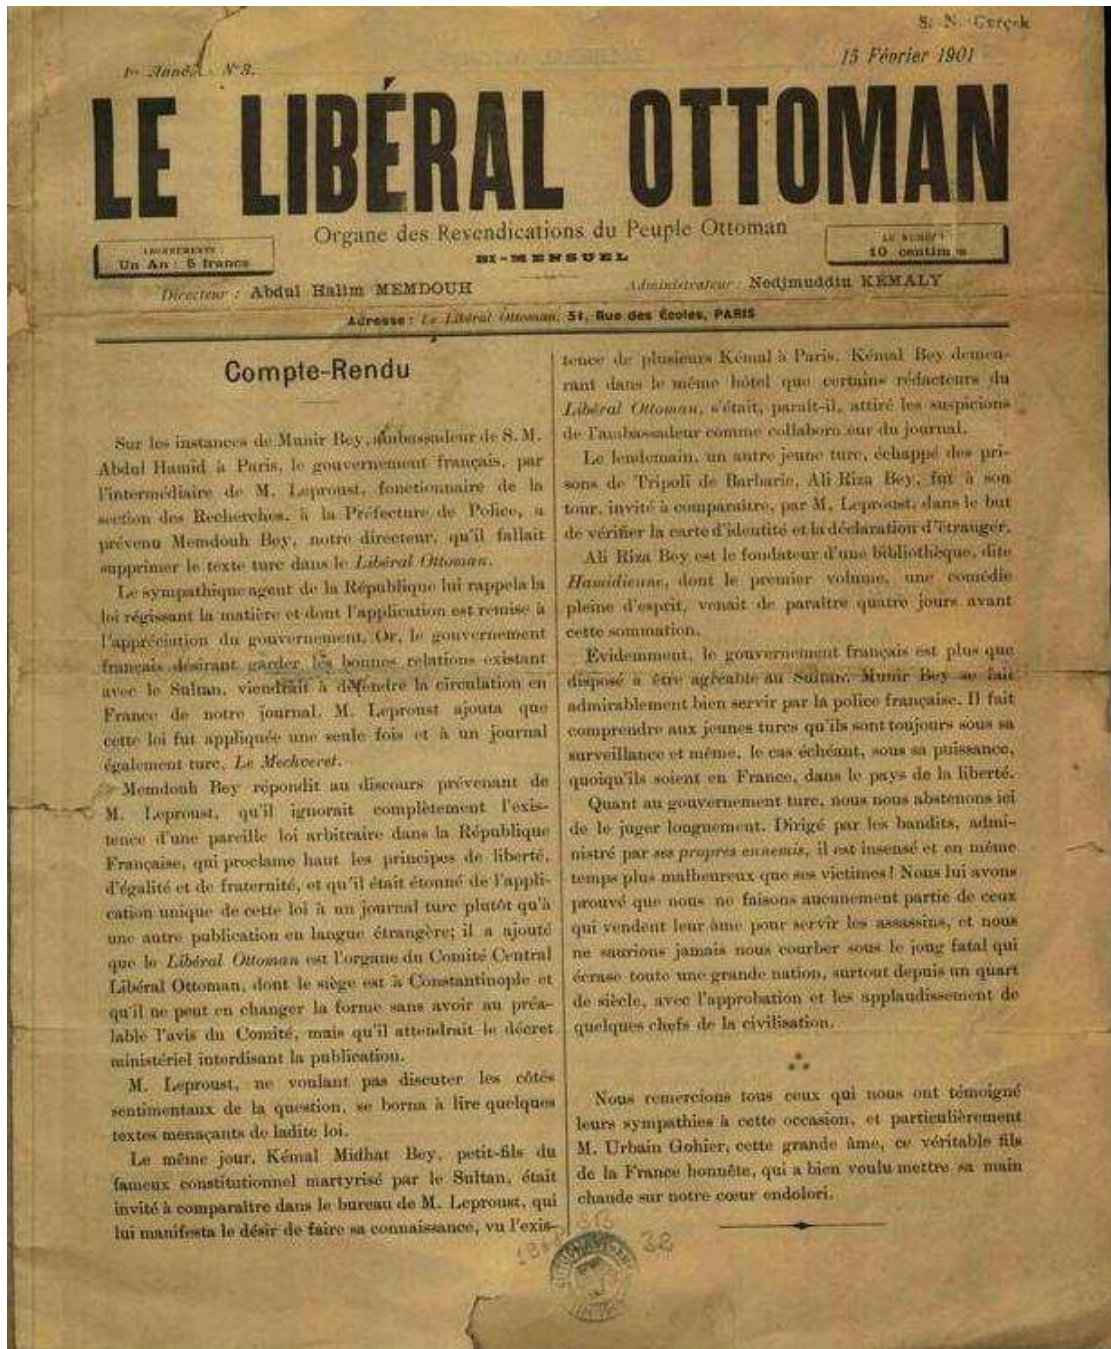 S. N. Gerçek
15 Février 1901
1re Année. N° 3.
LE LIBÉRAL OTTOMAN
Organe des Revendications du Peuple Ottoman
BI-MENSUEL
ABONNEMENTS
Un An : 5 francs
LE NUMÉRO
10 centimes
Directeur : Abdul Halim MEMDOUH
Administrateur : Nedjmuddin KÉMALY
Adresse : Le Libéral Ottoman, 51, Rue des Écoles, PARIS
Compte-Rendu
Sur les instances de Munir Bey, ambassadeur de S. M.
Abdul Hamid à Paris, le gouvernement français, par
l'intermédiaire de M. Leproust, fonctionnaire de la
section des Recherches, à la Préfecture de Police, a
prévenu Memdouh Bey, notre directeur, qu'il fallait
supprimer le texte turc dans le Libéral Ottoman.
Le sympathique agent de la République lui rappela la
loi régissant la matière et dont l'application est remise à
l'appréciation du gouvernement. Or, le gouvernement
français désirant garder les bonnes relations existant
avec le Sultan, viendrait à défendre la circulation en
France de notre journal. M. Leproust ajouta que
cette loi fut appliquée une seule fois et à un journal
également turc, Le Mechveret.
Memdouh Bey répondit au discours prévenant de
M. Leproust, qu'il ignorait complètement l'exis-
tence d'une pareille loi arbitraire dans la République
Française, qui proclame haut les principes de liberté,
d'égalité et de fraternité, et qu'il était étonné de l'appli-
cation unique de cette loi à un journal turc plutôt qu'à
une autre publication en langue étrangère; il a ajouté
que le Libéral Ottoman est l'organe du Comité Central
Libéral Ottoman, dont le siège est à Constantinople et
qu'il ne peut en changer la forme sans avoir au préa-
lable l'avis du Comité, mais qu'il attendrait le décret
ministériel interdisant la publication.
M. Leproust, ne voulant pas discuter les côtés
sentimentaux de la question, se borna à lire quelques
textes menaçants de ladite loi.
Le même jour, Kémal Midhat Bey, petit-fils du
fameux constitutionnel martyrisé par le Sultan, était
invité à comparaître dans le bureau de M. Leproust, qui
lui manifesta le désir de faire sa connaissance, vu l'exis-
tence de plusieurs Kémal à Paris. Kémal Bey demeu-
rant dans le même hôtel que certains rédacteurs du
Libéral Ottoman, s'était, paraît-il, attiré les suspicions
de l'ambassadeur comme collabora eur du journal.
Le lendemain, un autre jeune turc, échappé des pri-
sons de Tripoli de Barbarie, Ali Riza Bey, fut à son
tour, invité à comparaître, par M. Leproust, dans le but
de vérifier la carte d'identité et la déclaration d'étranger.
Ali Riza Bey est le fondateur d'une bibliothèque, dite
Hamidienne, dont le premier volume, une comédie
pleine d'esprit, venait de paraître quatre jours avant
cette sommation.
Evidemment, le gouvernement français est plus que
disposé à être agréable au Sultan. Munir Bey se fait
admirablement bien servir par la police française. Il fait
comprendre aux jeunes turcs qu'ils sont toujours sous sa
surveillance et même, le cas échéant, sous sa puissance,
quoiqu'ils soient en France, dans le pays de la liberté.
Quant au gouvernement turc, nous nous abstenons ici
de le juger longuement. Dirigé par les bandits, admi-
nistré par ses propres ennemis, il est insensé et en même
temps plus malheureux que ses victimes ! Nous lui avons
prouvé que nous ne faisons aucunement partie de ceux
qui vendent leur âme pour servir les assassins, et nous
ne saurions jamais nous courber sous le joug fatal qui
écrase toute une grande nation, surtout depuis un quart
de siècle, avec l'approbation et les applaudissement de
quelques chefs de la civilisation.
Nous remercions tous ceux qui nous ont témoigné
leurs sympathies à cette occasion, et particulièrement
M. Urbain Gohier, cette grande âme, ce véritable fils
de la France honnête, qui a bien voulu mettre sa main
chaude sur notre cœur endolori.
38